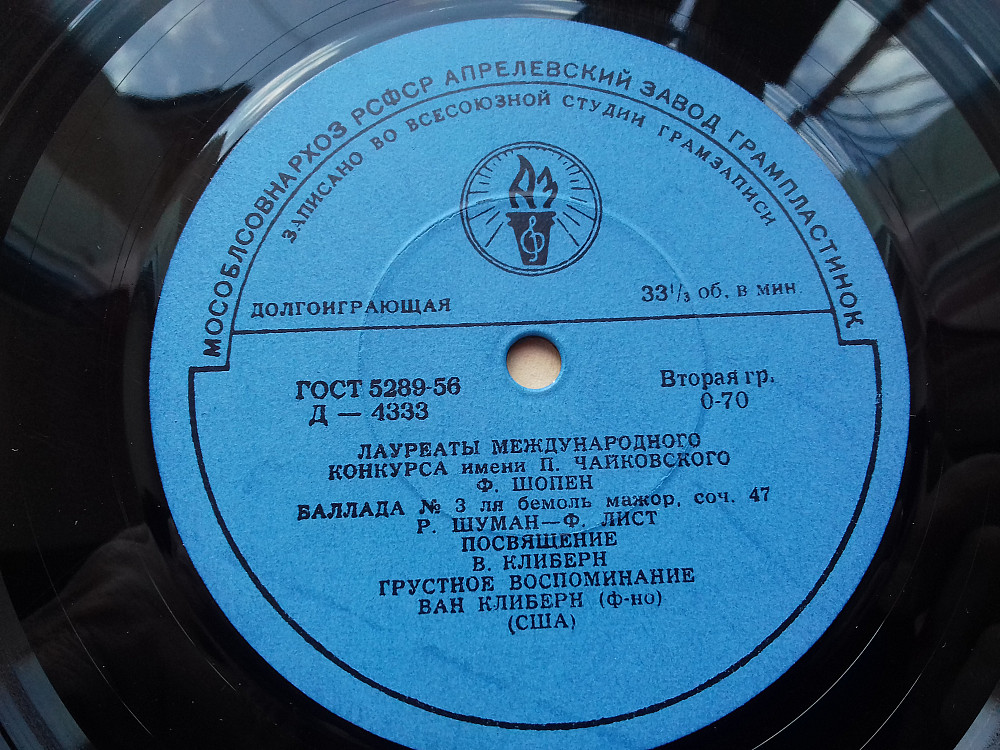 МОСОБЛСОВНАРХОЗ РСФСР АПРЕЛЕВСКИЙ ЗАВОД ГРАМПЛАСТИНОК
ЗАПИСАНО ВО ВСЕСОЮЗНОЙ СТУДИИ ГРАМЗАПИСИ
ДОЛГОИГРАЮЩАЯ
33⅓ об. в мин.
ГОСТ 5289-56
Вторая гр.
Д — 4333
0-70
ЛАУРЕАТЫ МЕЖДУНАРОДНОГО
КОНКУРСА имени П. ЧАЙКОВСКОГО
Ф. ШОПЕН
БАЛЛАДА № 3 ля бемоль мажор, соч. 47
Р. ШУМАН—Ф. ЛИСТ
ПОСВЯЩЕНИЕ
В. КЛИБЕРН
ГРУСТНОЕ ВОСПОМИНАНИЕ
ВАН КЛИБЕРН (ф-но)
(США)